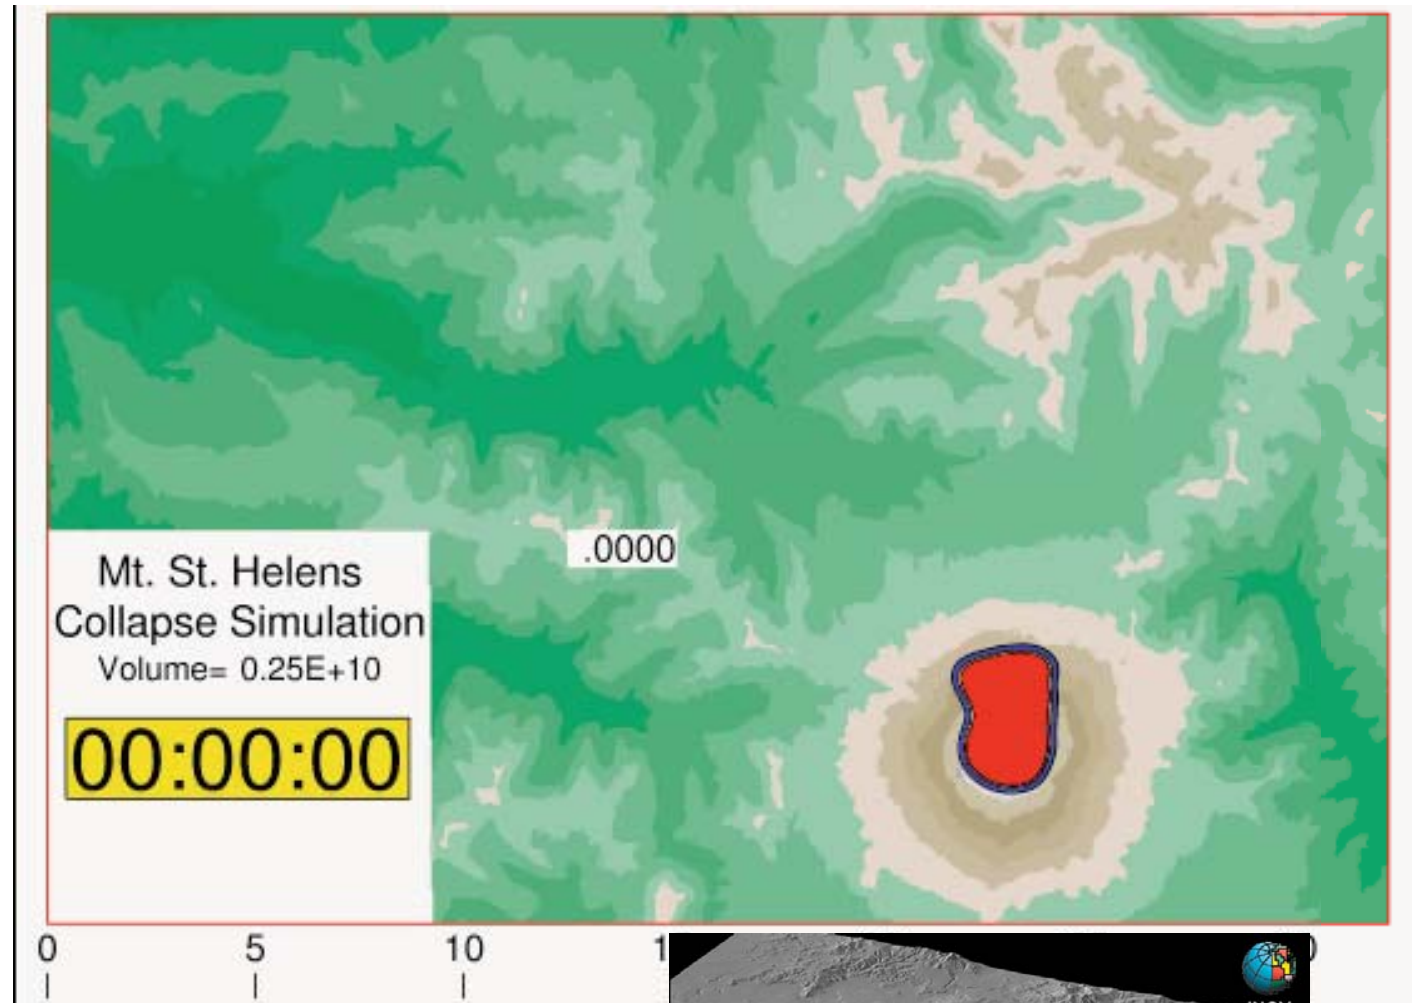 .0000
Mt. St. Helens
Collapse Simulation
Volume= 0.25E+10
00:00:00
0 5 10